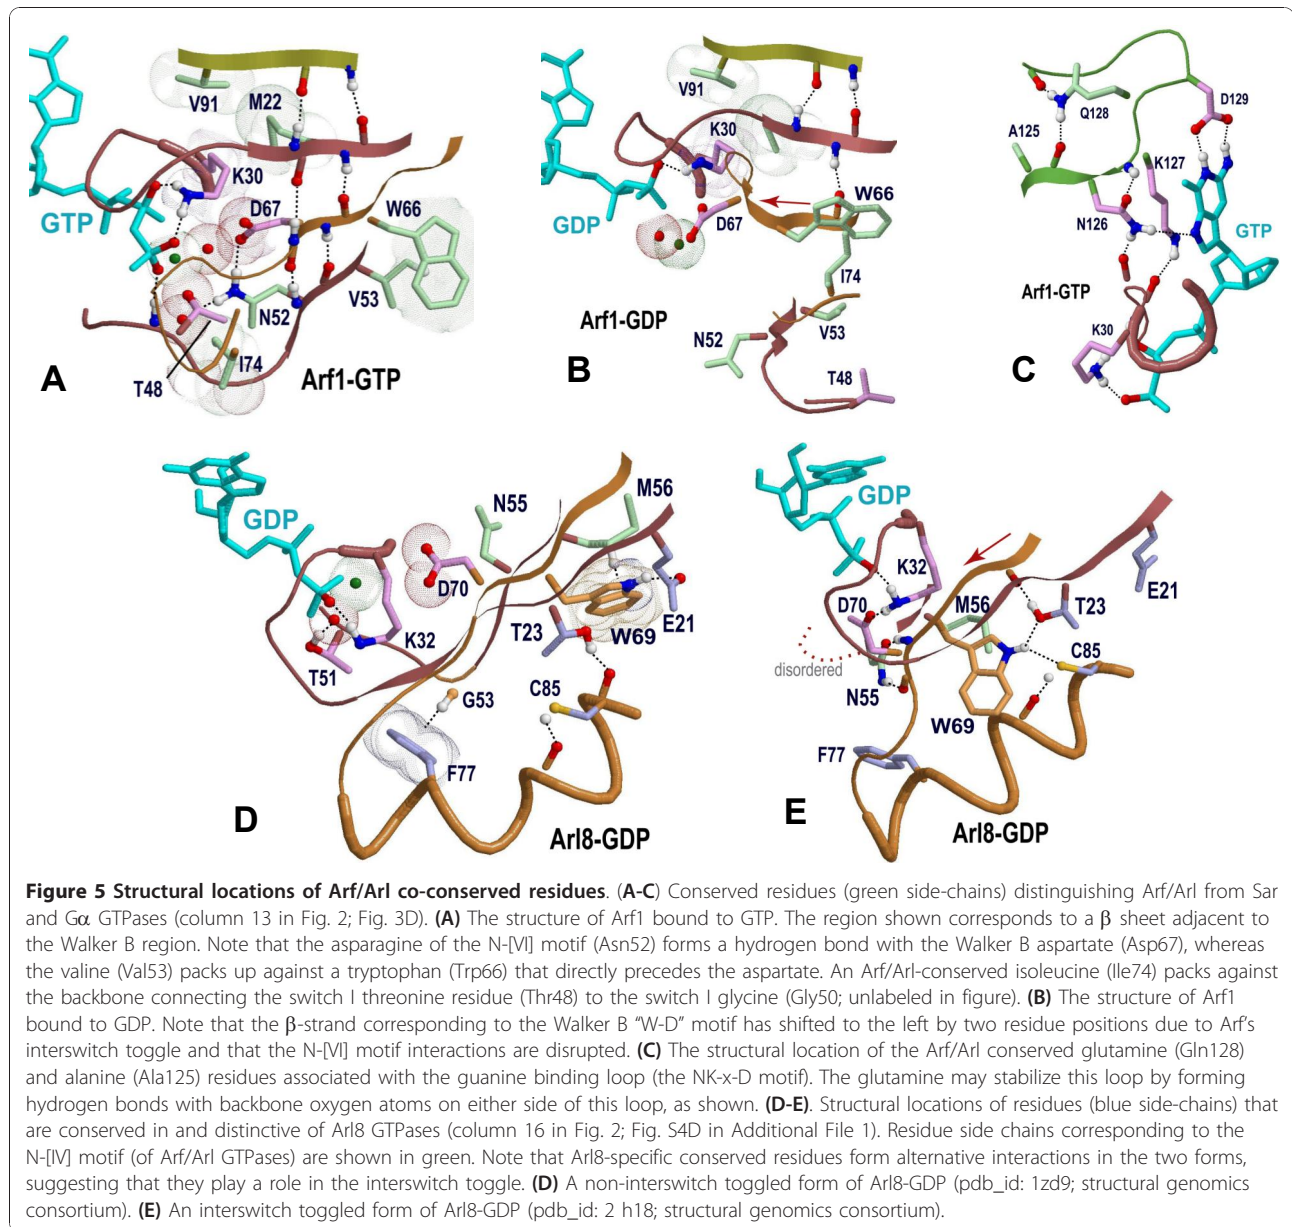 V91
M22
K30
GTP
D67
W66
V53
N52
I74
T48
A
Arf1-GTP
V91
K30
GDP
W66
D67
I74
Arf1-GDP
V53
N52
T48
B
D129
Q128
A125
K127
N126
GTP
Arf1-GTP
K30
C
M56
N55
GDP
D70
E21
K32
T23
W69
T51
G53
C85
F77
D
Arl8-GDP
GDP
K32
E21
D70
M56
T23
disordered
C85
N55
W69
F77
E
Arl8-GDP
Figure 5 Structural locations of Arf/Arl co-conserved residues. (A-C) Conserved residues (green side-chains) distinguishing Arf/Arl from Sar
and Gα GTPases (column 13 in Fig. 2; Fig. 3D). (A) The structure of Arf1 bound to GTP. The region shown corresponds to a β sheet adjacent to
the Walker B region. Note that the asparagine of the N-[VI] motif (Asn52) forms a hydrogen bond with the Walker B aspartate (Asp67), whereas
the valine (Val53) packs up against a tryptophan (Trp66) that directly precedes the aspartate. An Arf/Arl-conserved isoleucine (Ile74) packs against
the backbone connecting the switch I threonine residue (Thr48) to the switch I glycine (Gly50; unlabeled in figure). (B) The structure of Arf1
bound to GDP. Note that the β-strand corresponding to the Walker B “W-D” motif has shifted to the left by two residue positions due to Arf’s
interswitch toggle and that the N-[VI] motif interactions are disrupted. (C) The structural location of the Arf/Arl conserved glutamine (Gln128)
and alanine (Ala125) residues associated with the guanine binding loop (the NK-x-D motif). The glutamine may stabilize this loop by forming
hydrogen bonds with backbone oxygen atoms on either side of this loop, as shown. (D-E). Structural locations of residues (blue side-chains) that
are conserved in and distinctive of Arl8 GTPases (column 16 in Fig. 2; Fig. S4D in Additional File 1). Residue side chains corresponding to the
N-[IV] motif (of Arf/Arl GTPases) are shown in green. Note that Arl8-specific conserved residues form alternative interactions in the two forms,
suggesting that they play a role in the interswitch toggle. (D) A non-interswitch toggled form of Arl8-GDP (pdb_id: 1zd9; structural genomics
consortium). (E) An interswitch toggled form of Arl8-GDP (pdb_id: 2 h18; structural genomics consortium).